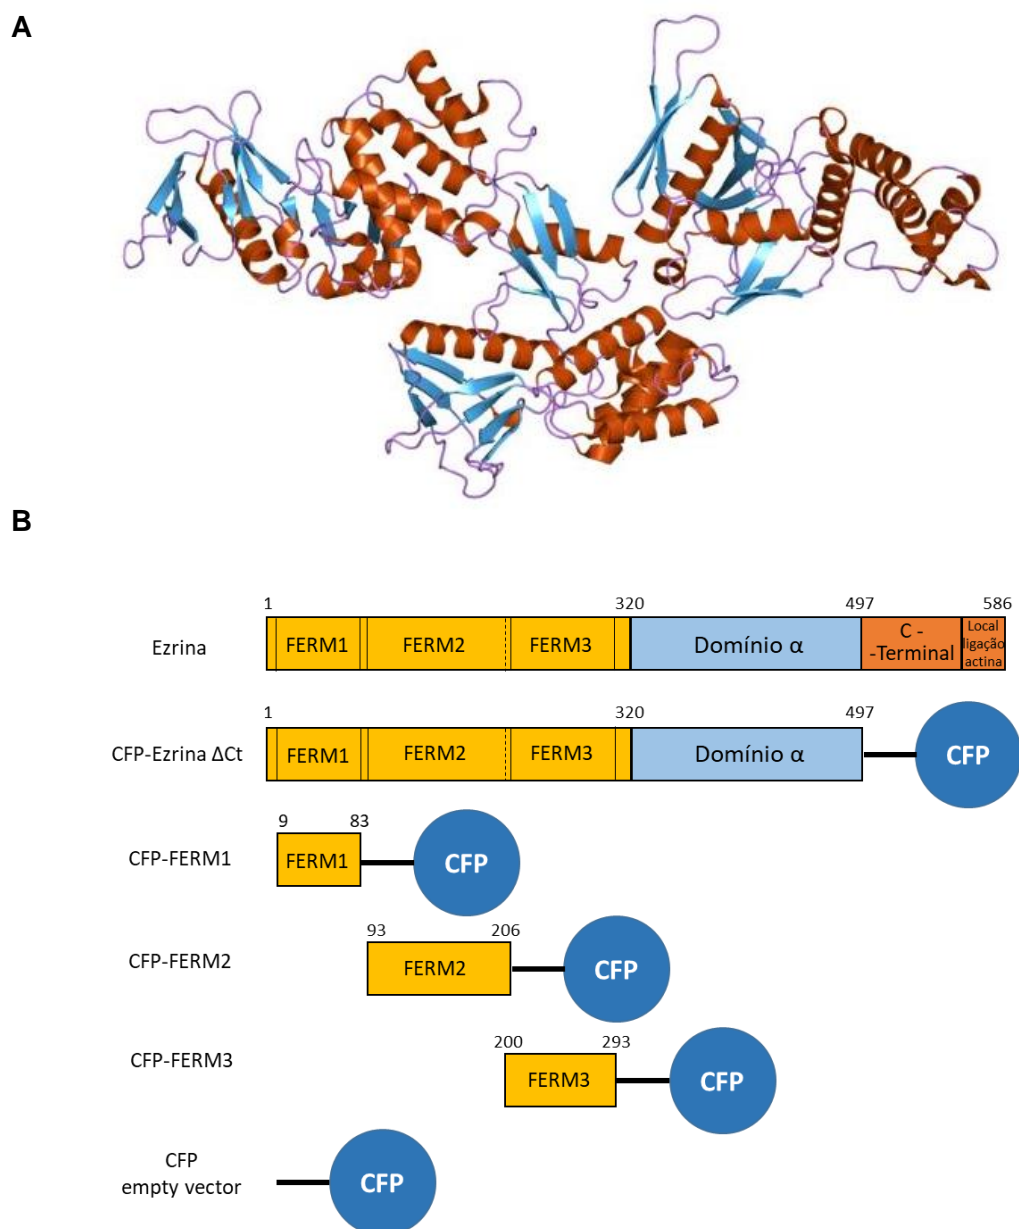 A
B
1 320 497 586
Ezrina
FERM1 FERM2 FERM3 Domínio α
C -
-Terminal
Local
ligação
actina
1 320 497
CFP-Ezrina ΔCt
FERM1 FERM2 FERM3 Domínio α CFP
9 83
CFP-FERM1
FERM1 CFP
93 206
CFP-FERM2
FERM2 CFP
200 293
CFP-FERM3
FERM3 CFP
CFP
empty vector
CFP